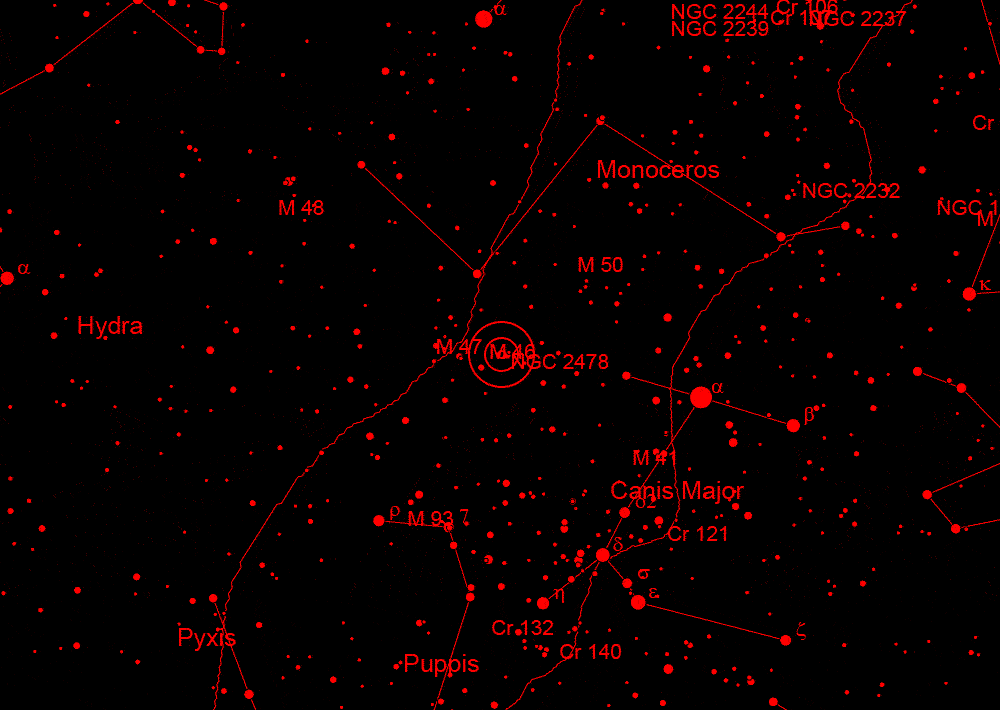 α
NGC 2244
Cr 106
NGC 2237
NGC 2239
Cr
Monoceros
NGC 2232
M 48
NGC 1
M
α
M 50
κ
Hydra
M 47
M 46
NGC 2478
α
β
M 41
Canis Major
ρ
M 93
ο2
Cr 121
δ
σ
η
ε
Cr 132
ζ
Pyxis
Cr 140
Puppis